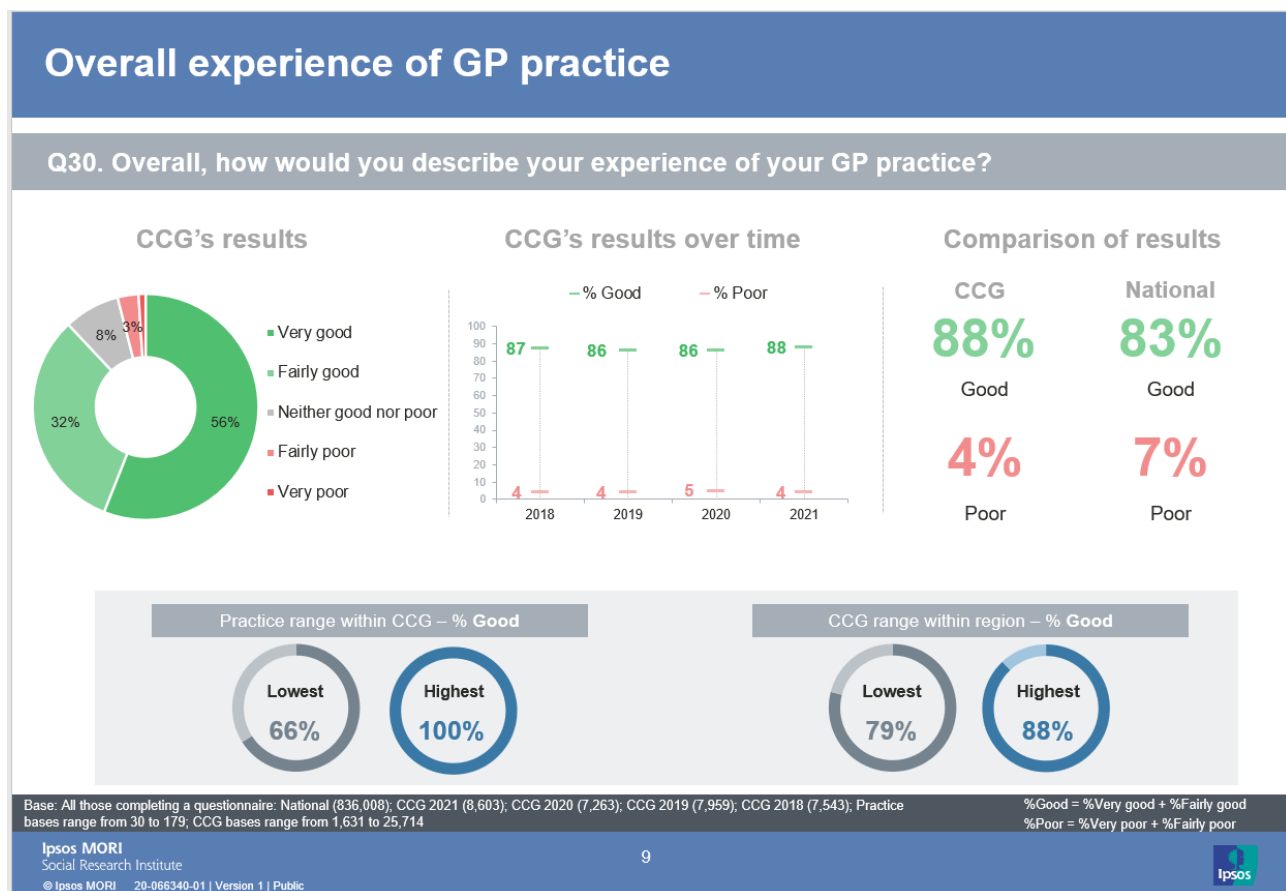 Overall experience of GP practice
Q30. Overall, how would you describe your experience of your GP practice?
CCG’s results
56%
32%
8%
3%
Very good
Fairly good
Neither good nor poor
Fairly poor
Very poor
CCG’s results over time
% Good
% Poor
100
90
80
70
60
50
40
30
20
10
0
87
86
86
88
4
4
5
4
2018
2019
2020
2021
Comparison of results
CCG
National
88%
83%
Good
Good
4%
7%
Poor
Poor
Practice range within CCG – % Good
Lowest
66%
Highest
100%
CCG range within region – % Good
Lowest
79%
Highest
88%
Base: All those completing a questionnaire: National (836,008); CCG 2021 (8,603); CCG 2020 (7,263); CCG 2019 (7,959); CCG 2018 (7,543); Practice
bases range from 30 to 179; CCG bases range from 1,631 to 25,714
%Good = %Very good + %Fairly good
%Poor = %Very poor + %Fairly poor
Ipsos MORI
Social Research Institute
© Ipsos MORI 20-066340-01 | Version 1 | Public
9
Ipsos